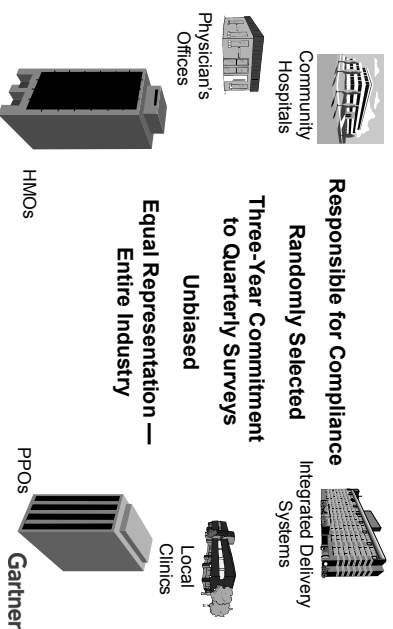 Community
Hospitals
Physician's
Offices
HMOs
Responsible for Compliance
Randomly Selected
Three-Year Commitment
to Quarterly Surveys
Unbiased
Equal Representation —
Entire Industry
Integrated Delivery
Systems
Local
Clinics
PPOs
Gartner